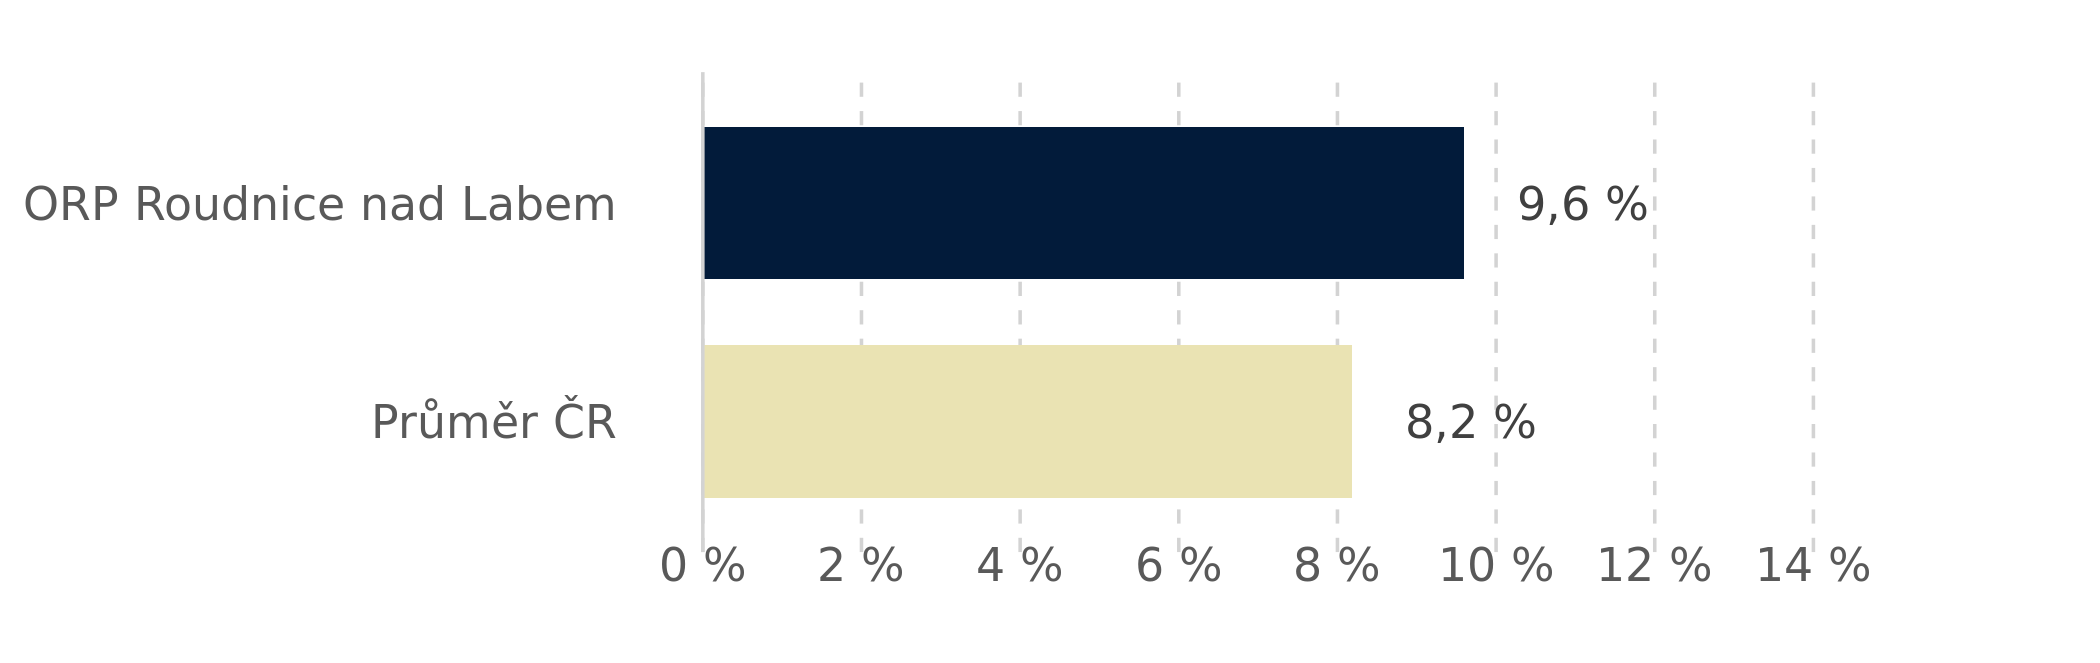 ORP Roudnice nad Labem
9,6 %
Průměr ČR
8,2 %
0 % 2 % 4 % 6 % 8 % 10 % 12 % 14 %